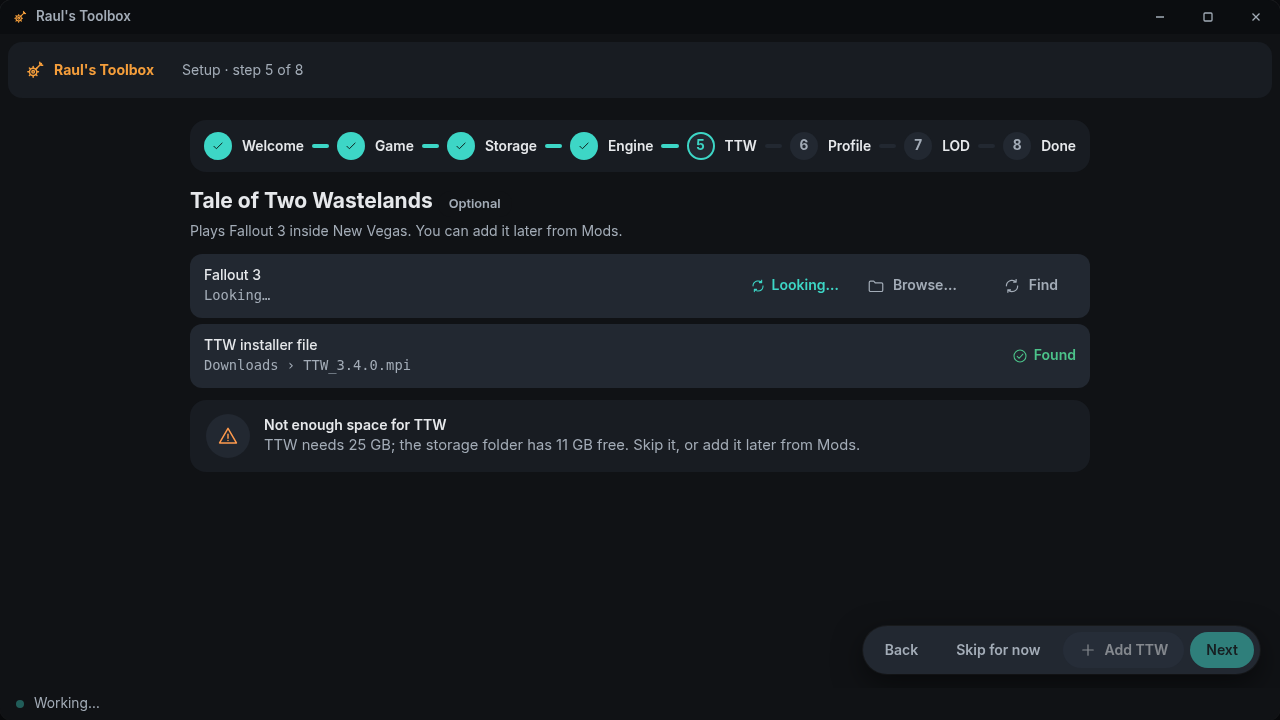 Raul's Toolbox
Raul's Toolbox
Setup · step 5 of 8
Welcome
Game
Storage
Engine
5 TTW
6 Profile
7 LOD
8 Done
Tale of Two Wastelands
Optional
Plays Fallout 3 inside New Vegas. You can add it later from Mods.
Fallout 3
Looking…
Looking…
Browse…
Find
TTW installer file
Downloads › TTW_3.4.0.mpi
Found
Not enough space for TTW
TTW needs 25 GB; the storage folder has 11 GB free. Skip it, or add it later from Mods.
Back
Skip for now
Add TTW
Next
Working…